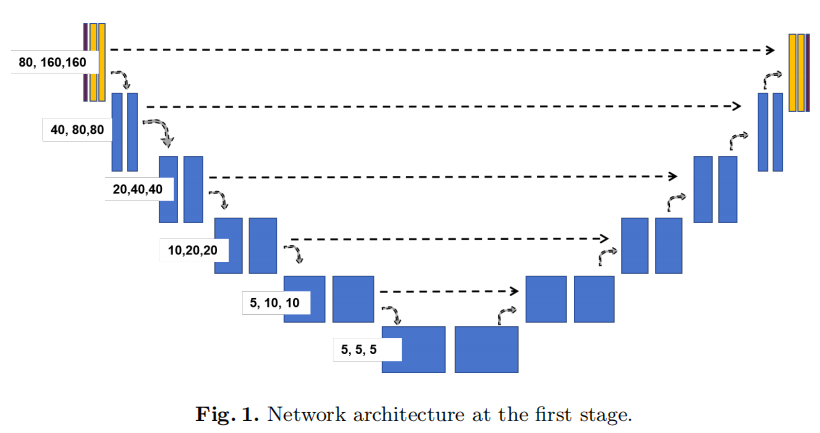 80, 160,160
40, 80,80
20,40,40
10,20,20
5, 10, 10
5, 5, 5
Fig. 1. Network architecture at the first stage.